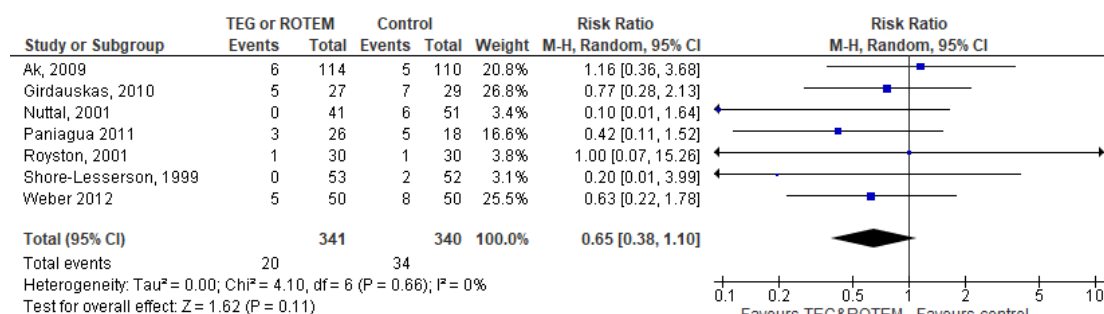 TEG or ROTEM Control Risk Ratio Risk Ratio
Study or Subgroup Events Total Events Total Weight M-H, Random, 95% CI M-H, Random, 95% CI
Ak, 2009 6 114 5 110 20.8% 1.16 [0.36, 3.68]
Girdauskas, 2010 5 27 7 29 26.8% 0.77 [0.28, 2.13]
Nuttal, 2001 0 41 6 51 3.4% 0.10 [0.01, 1.64]
Paniagua 2011 3 26 5 18 16.6% 0.42 [0.11, 1.52]
Royston, 2001 1 30 1 30 3.8% 1.00 [0.07, 15.26]
Shore-Lesserson, 1999 0 53 2 52 3.1% 0.20 [0.01, 3.99]
Weber 2012 5 50 8 50 25.5% 0.63 [0.22, 1.78]
Total (95% CI) 341 340 100.0% 0.65 [0.38, 1.10]
Total events 20 34
Heterogeneity: Tau² = 0.00; Chi² = 4.10, df = 6 (P = 0.66); I² = 0%
Test for overall effect: Z = 1.62 (P = 0.11)
0.1 0.2 0.5 1 2 5 10
Favours TEG&ROTEM Favours control